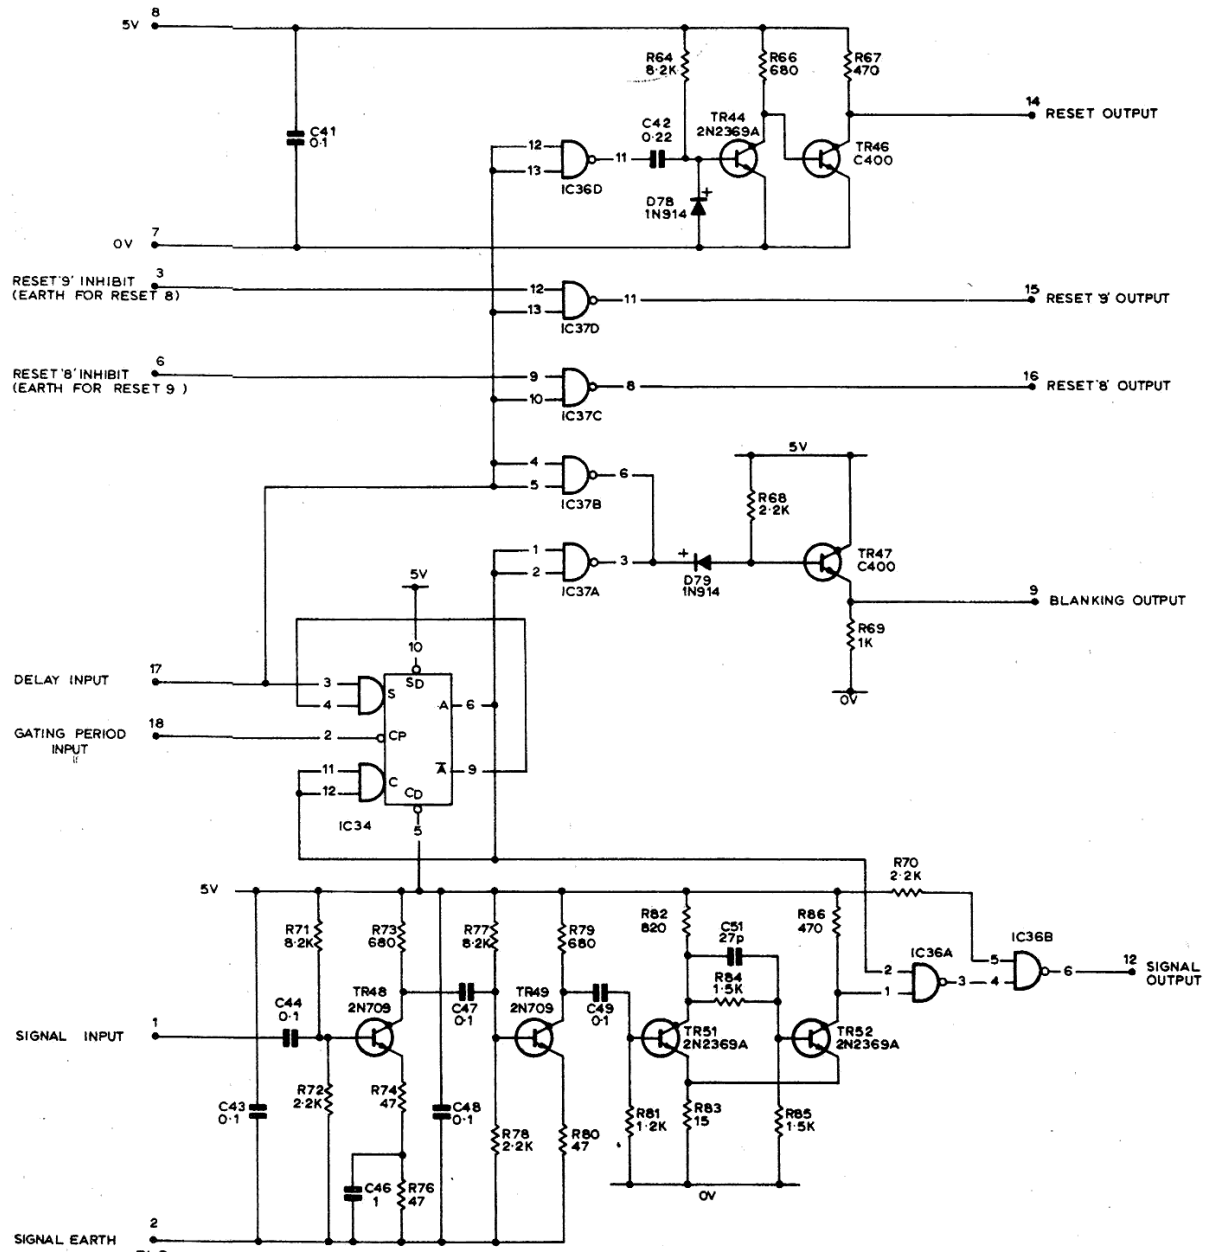 5V 8
R64
8·2K
R66
680
R67
470
14
RESET OUTPUT
C41
0·1
C42
0·22
TR44
2N2369A
TR46
C400
12
13
11
IC36D
D78
1N914
+
0V 7
RESET '9' INHIBIT
(EARTH FOR RESET 8)
3
12
13
11
IC37D
15
RESET '9' OUTPUT
RESET '8' INHIBIT
(EARTH FOR RESET 9 )
6
9
10
8
IC37C
16
RESET '8' OUTPUT
4
5
6
IC37B
5V
R68
2·2K
1
2
3
IC37A
+
D79
1N914
TR47
C400
9
BLANKING OUTPUT
R69
1K
0V
5V
10
DELAY INPUT
17
3
4
S
SD
A
6
GATING PERIOD
INPUT
18
2
CP
11
12
C
CD
A
9
IC34
5
5V
R70
2·2K
R71
8·2K
R73
680
R77
8·2K
R79
680
R82
820
C51
27p
R86
470
IC36A
IC36B
R84
1·5K
2
1
3
5
4
6
12
SIGNAL
OUTPUT
SIGNAL INPUT
1
C44
0·1
TR48
2N709
C47
0·1
TR49
2N709
C49
0·1
TR51
2N2369A
TR52
2N2369A
C43
0·1
R72
2·2K
R74
47
C48
0·1
R78
2·2K
R80
47
R81
1·2K
R83
15
R85
1·5K
C46
1
R76
47
0V
SIGNAL EARTH
2